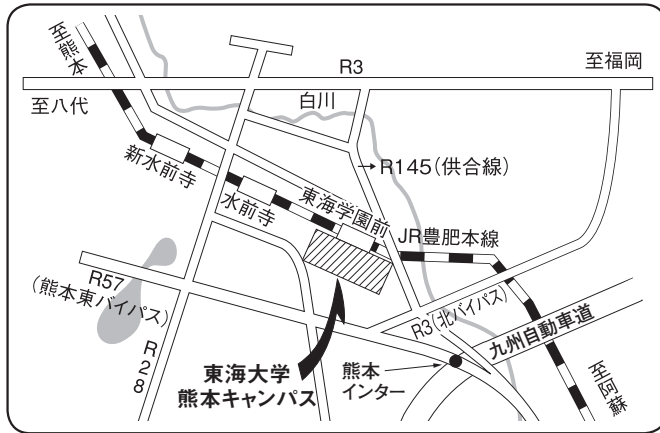 至熊本
R3
至福岡
至八代
白川
新水前寺
R145(供合線)
水前寺
東海学園前
JR豊肥本線
R57
(熊本東バイパス)
R3(北バイパス)
九州自動車道
R28
東海大学
熊本キャンパス
熊本
インター
至阿蘇